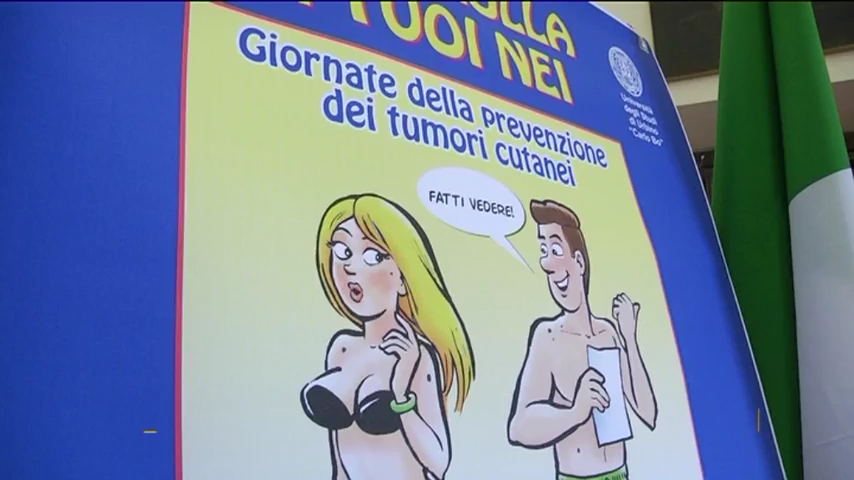 TUOI NEI
Giornate della prevenzione
dei tumori cutanei
FATTI VEDERE!
Università
degli Studi
di Urbino
"Carlo Bo"